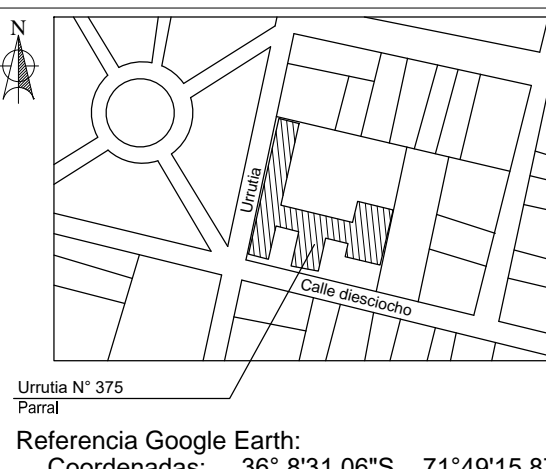 N
Urrutia
Calle diesciocho
Urrutia N° 375
Parral
Referencia Google Earth:
Coordenadas: 36° 8'31.06"S 71°49'15.8